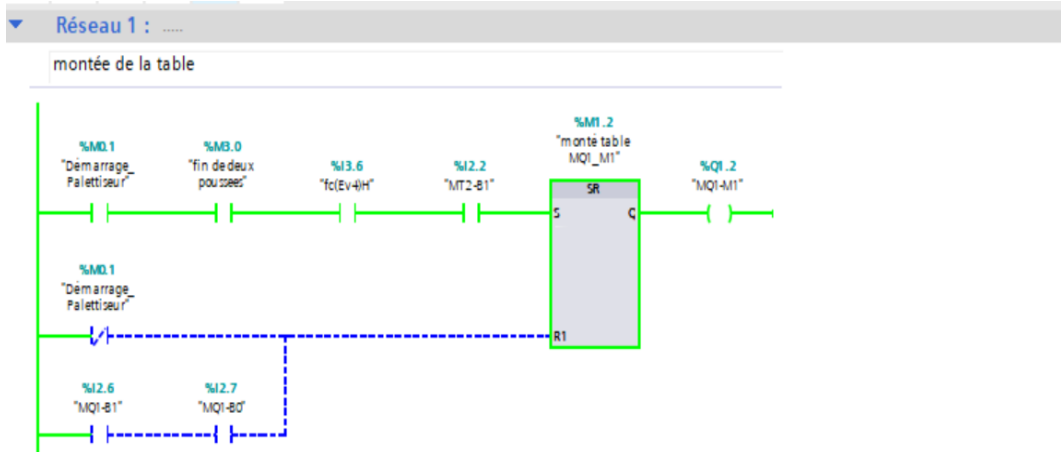 Réseau 1 : .....
montée de la table
%M1.2
"monté table
MQ1_M1"
%M0.1
"Démarrage_
Palettiseur"
%M3.0
"fin de deux
poussees"
%I3.6
"fc(Ev4)H"
%I2.2
"MT2-B1"
SR
%Q1.2
"MQ1-M1"
S
Q
%M0.1
"Démarrage_
Palettiseur"
R1
%I2.6
"MQ1-B1"
%I2.7
"MQ1-B0"